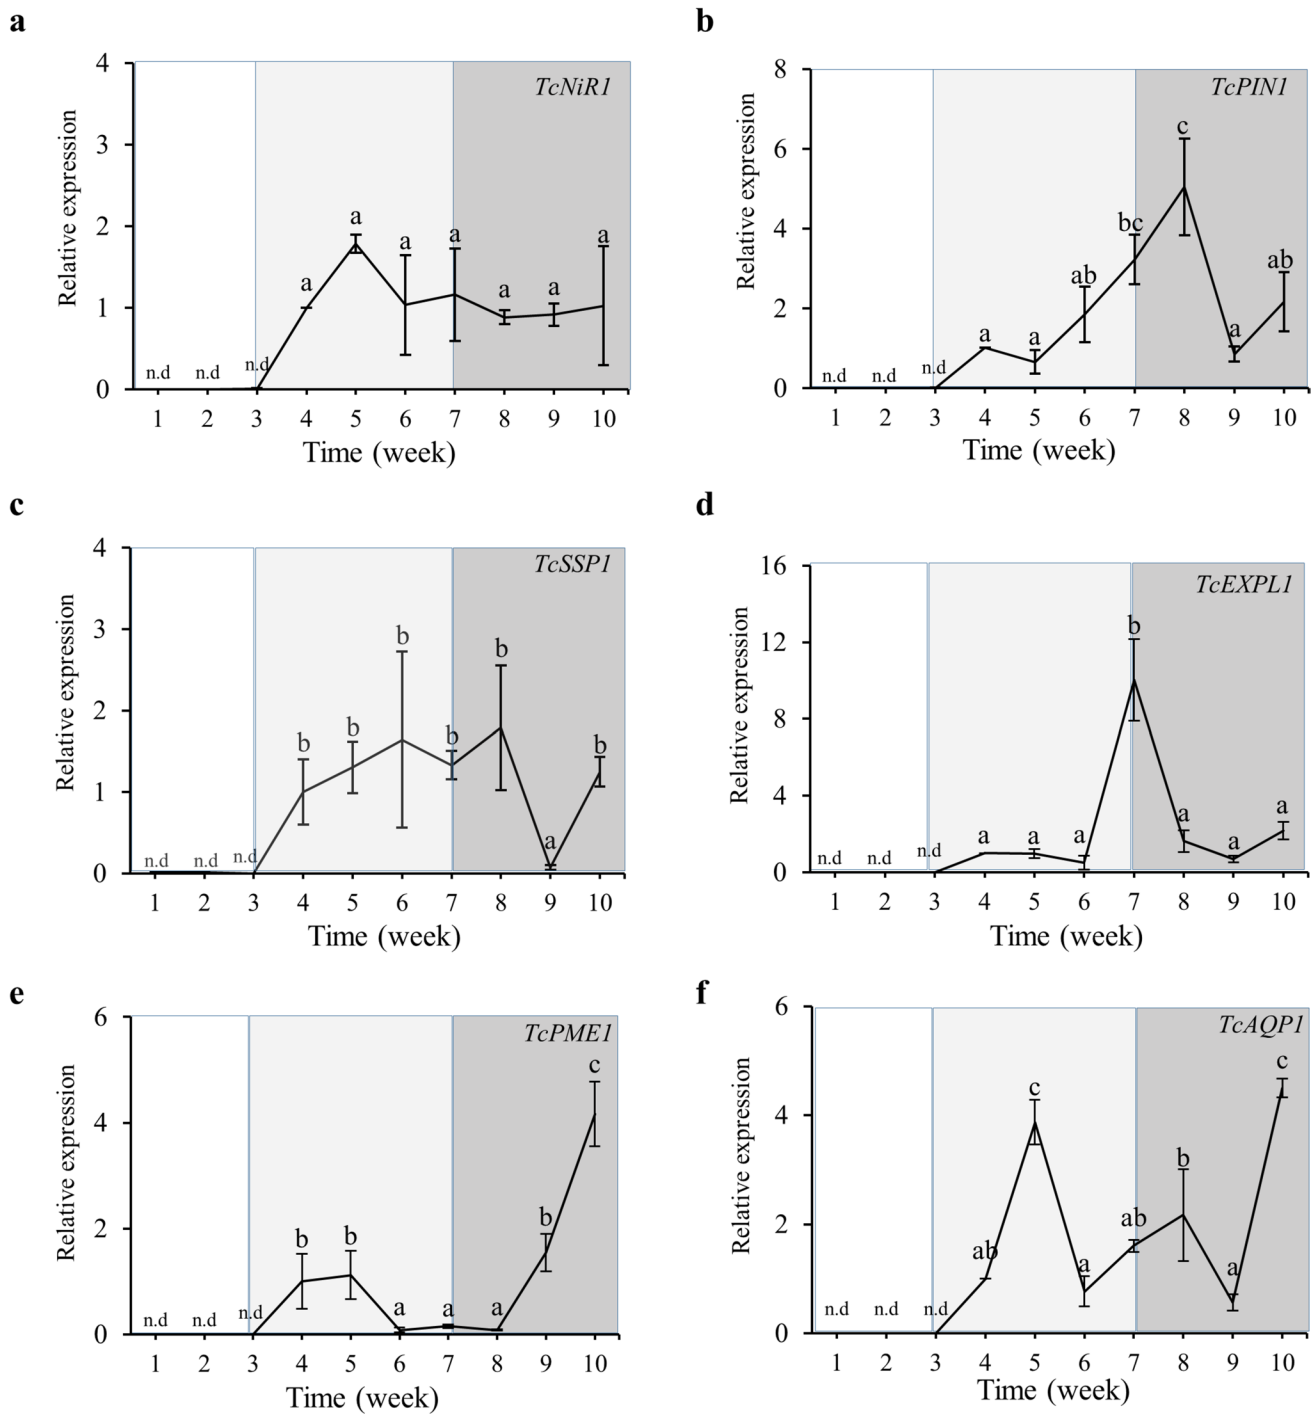 a
TcNiR1
Relative expression
4
3
2
1
0
n.d
n.d
n.d
a
a
a
a
a
a
a
1 2 3 4 5 6 7 8 9 10
Time (week)
b
TcPIN1
Relative expression
8
6
4
2
0
n.d
n.d
n.d
a
a
ab
bc
c
a
ab
1 2 3 4 5 6 7 8 9 10
Time (week)
c
TcSSP1
Relative expression
4
3
2
1
0
n.d
n.d
n.d
b
b
b
b
b
a
b
1 2 3 4 5 6 7 8 9 10
Time (week)
d
TcEXPL1
Relative expression
16
12
8
4
0
n.d
n.d
n.d
a
a
a
b
a
a
a
1 2 3 4 5 6 7 8 9 10
Time (week)
e
TcPME1
Relative expression
6
4
2
0
n.d
n.d
n.d
b
b
a
a
a
b
c
1 2 3 4 5 6 7 8 9 10
Time (week)
f
TcAQP1
Relative expression
6
4
2
0
n.d
n.d
n.d
ab
c
a
ab
b
a
c
1 2 3 4 5 6 7 8 9 10
Time (week)